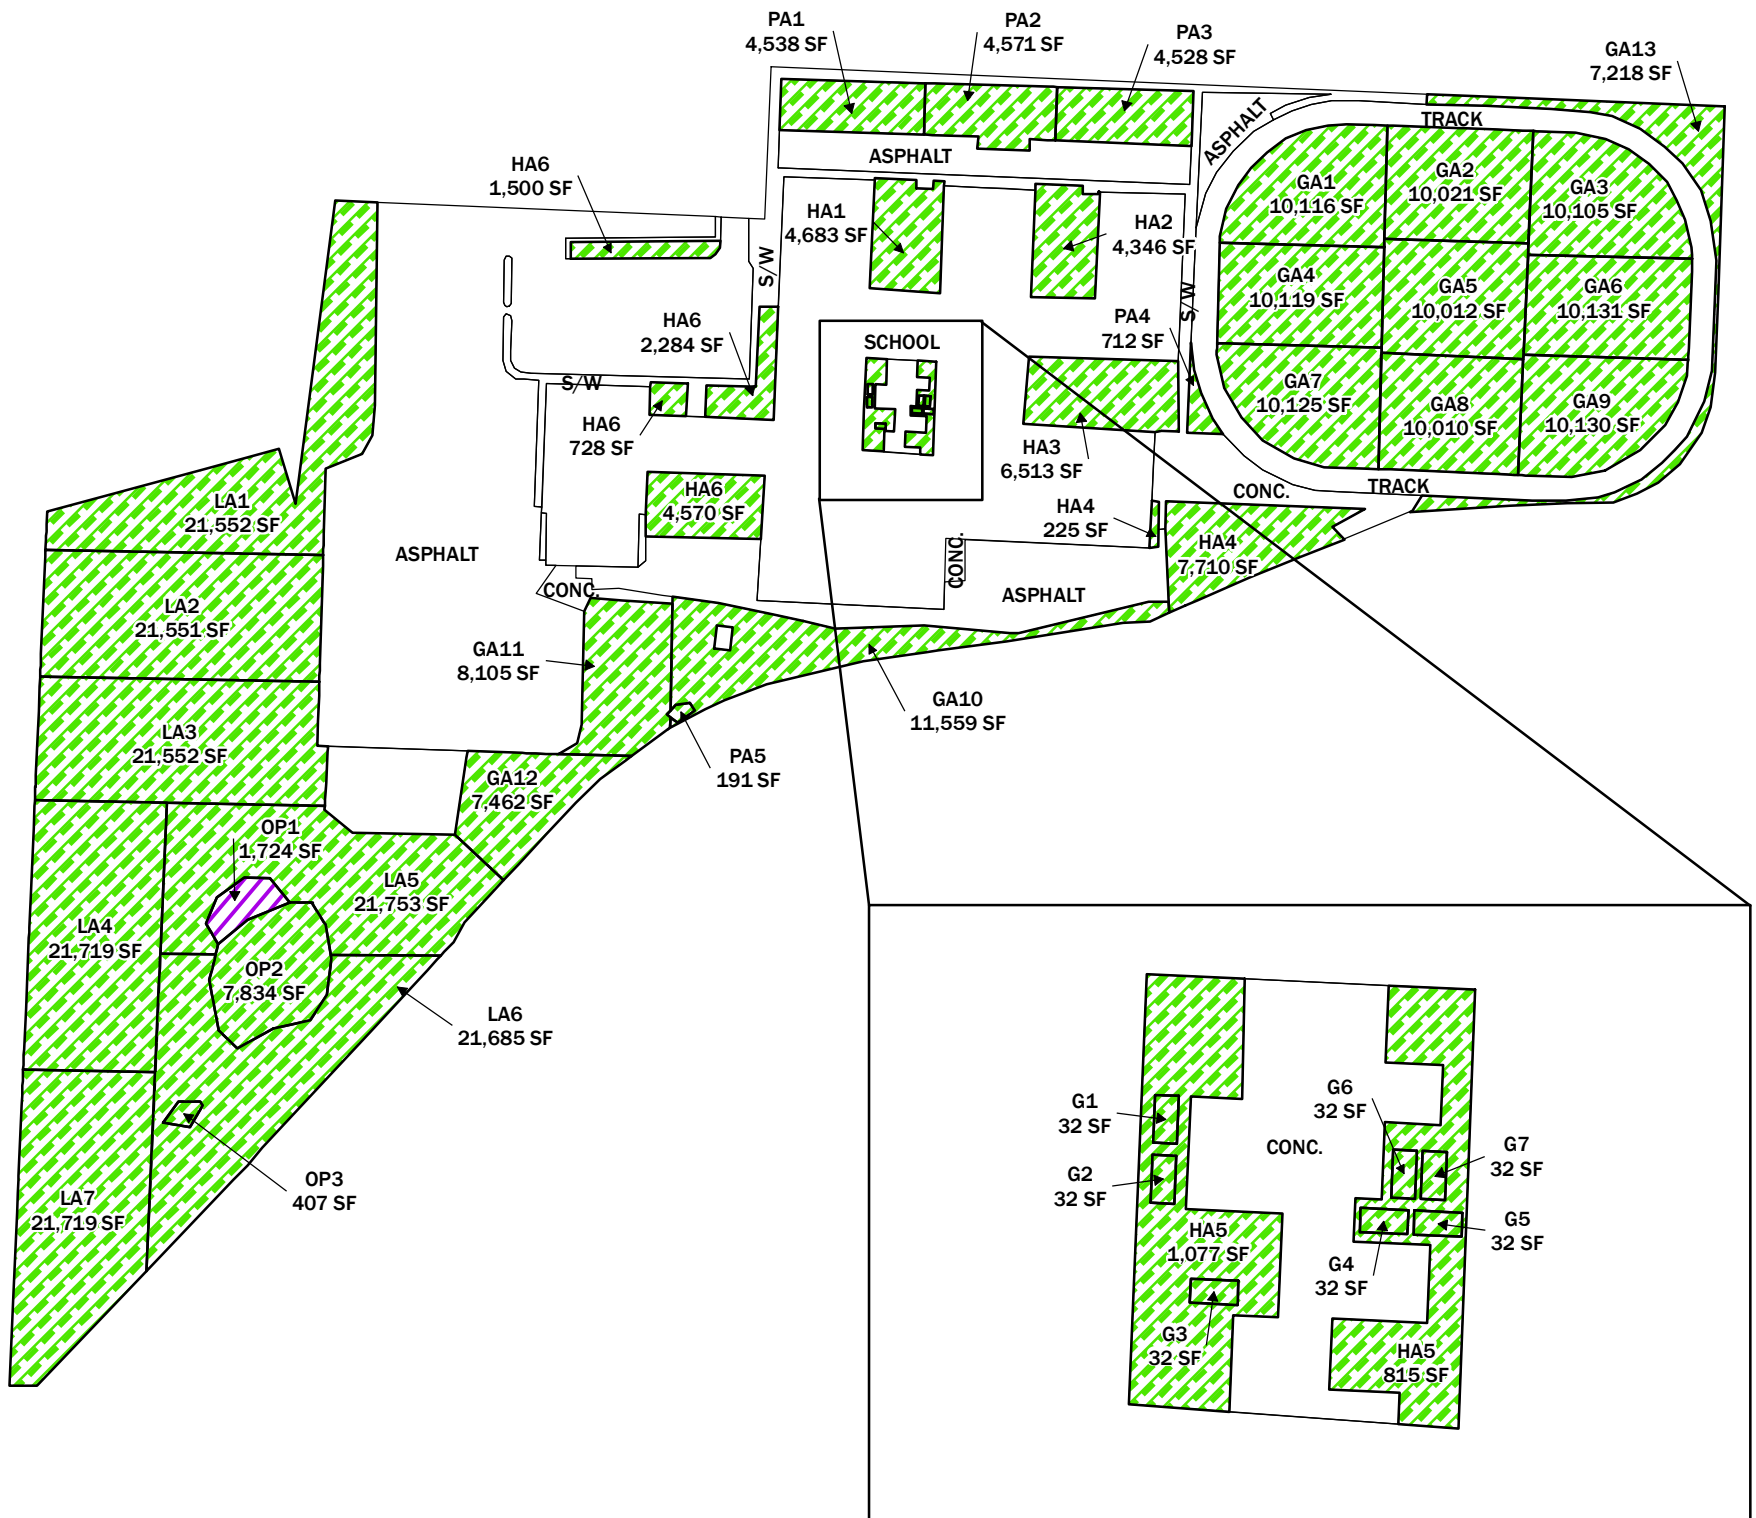 PA1
4,538 SF
PA2
4,571 SF
PA3
4,528 SF
GA13
7,218 SF
ASPHALT
TRACK
ASPHALT
HA6
1,500 SF
HA1
4,683 SF
HA2
4,346 SF
GA1
10,116 SF
GA2
10,021 SF
GA3
10,105 SF
S/W
S/W
GA4
10,119 SF
GA5
10,012 SF
GA6
10,131 SF
HA6
2,284 SF
PA4
712 SF
SCHOOL
S/W
GA7
10,125 SF
GA8
10,010 SF
GA9
10,130 SF
HA6
728 SF
HA3
6,513 SF
TRACK
CONC.
HA6
4,570 SF
HA4
225 SF
HA4
7,710 SF
LA1
21,552 SF
ASPHALT
CONC.
CONC.
ASPHALT
LA2
21,551 SF
GA11
8,105 SF
GA10
11,559 SF
LA3
21,552 SF
PA5
191 SF
GA12
7,462 SF
OP1
1,724 SF
LA5
21,753 SF
LA4
21,719 SF
OP2
7,834 SF
LA6
21,685 SF
OP3
407 SF
LA7
21,719 SF
G1
32 SF
G6
32 SF
CONC.
G7
32 SF
G2
32 SF
HA5
1,077 SF
G5
32 SF
G4
32 SF
G3
32 SF
HA5
815 SF